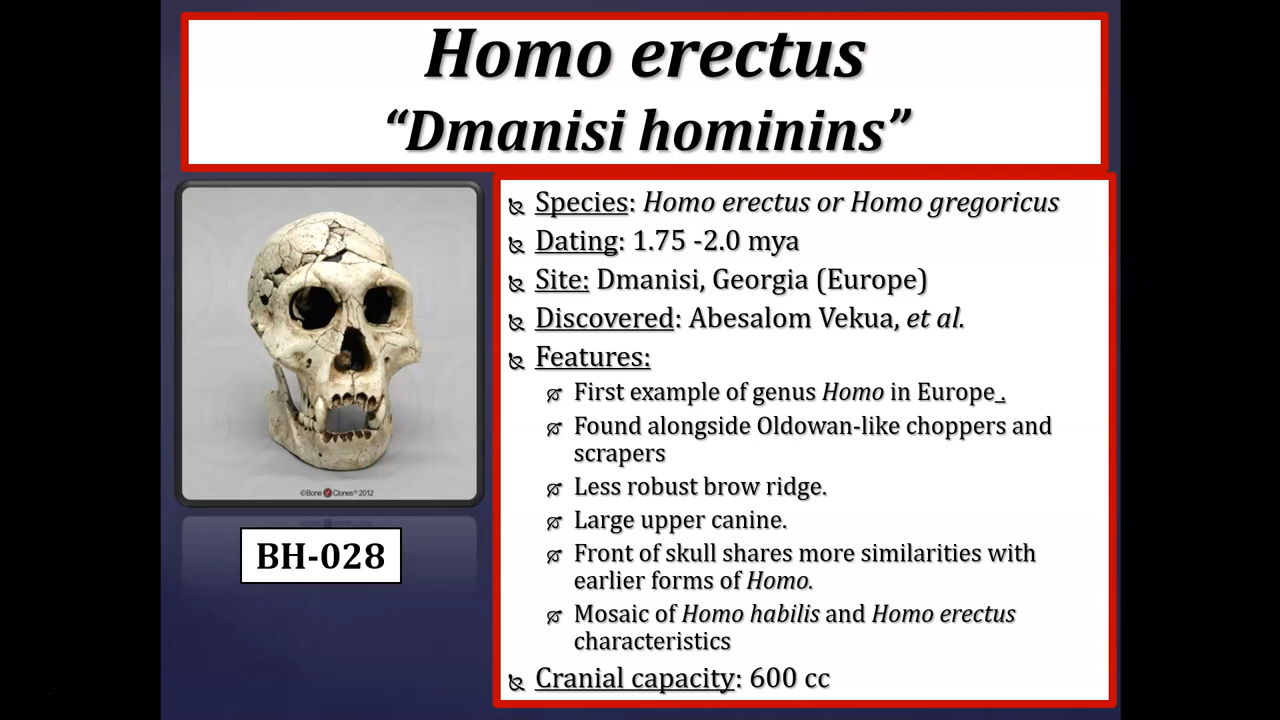 Homo erectus
“Dmanisi hominins”
Species: Homo erectus or Homo gregoricus
Dating: 1.75 -2.0 mya
Site: Dmanisi, Georgia (Europe)
Discovered: Abesalom Vekua, et al.
Features:
First example of genus Homo in Europe .
Found alongside Oldowan-like choppers and
scrapers
Less robust brow ridge.
Large upper canine.
Front of skull shares more similarities with
earlier forms of Homo.
Mosaic of Homo habilis and Homo erectus
characteristics
Cranial capacity: 600 cc
©Bone Clones® 2012
BH-028